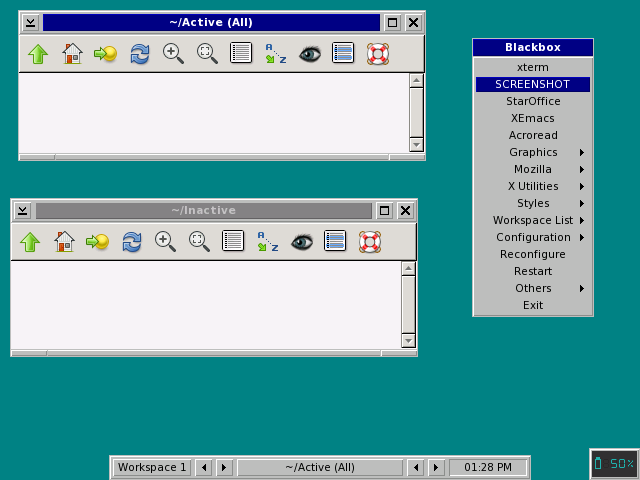 ~/Active (All)
A
Z
~/Inactive
A
Z
Blackbox
xterm
SCREENSHOT
StarOffice
XEmacs
Acroread
Graphics
Mozilla
X Utilities
Styles
Workspace List
Configuration
Reconfigure
Restart
Others
Exit
Workspace 1
~/Active (All)
01:28 PM
50%